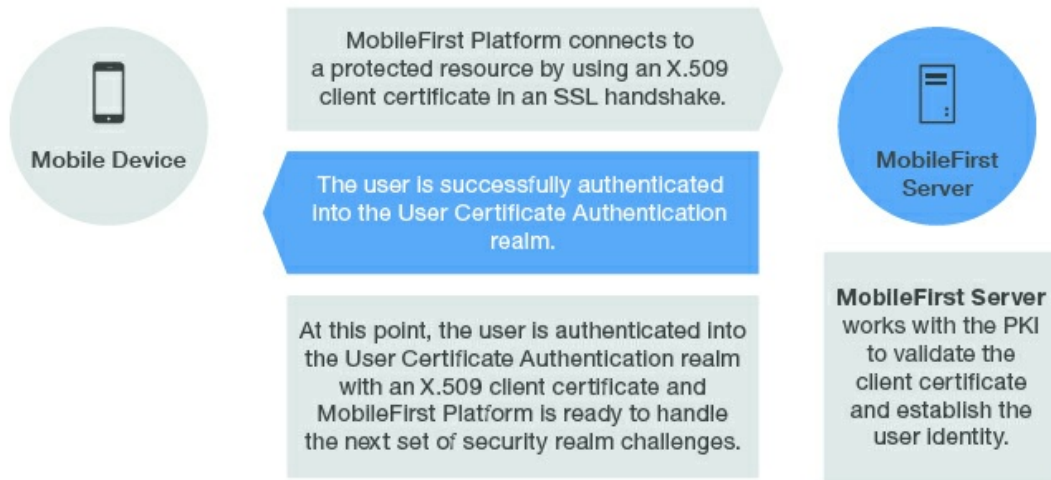 Mobile Device
MobileFirst Platform connects to
a protected resource by using an X.509
client certificate in an SSL handshake.
MobileFirst
Server
The user is successfully authenticated
into the User Certificate Authentication
realm.
At this point, the user is authenticated into
the User Certificate Authentication realm
with an X.509 client certificate and
MobileFirst Platform is ready to handle
the next set of security realm challenges.
MobileFirst Server
works with the PKI
to validate the
client certificate
and establish the
user identity.